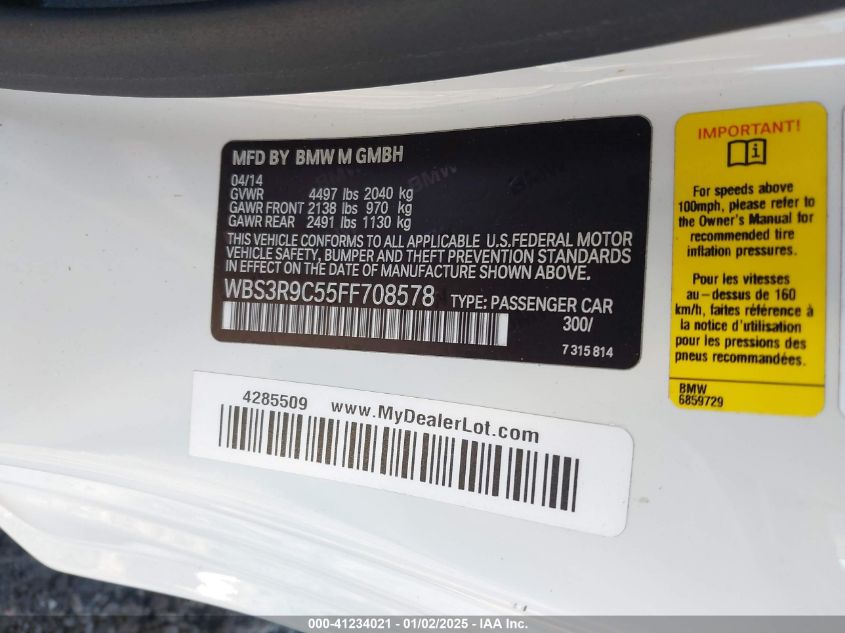 MFD BY BMW M GMBH
04/14
GVWR 4497 lbs 2040 kg
GAWR FRONT 2138 lbs 970 kg
GAWR REAR 2491 lbs 1130 kg
THIS VEHICLE CONFORMS TO ALL APPLICABLE U.S.FEDERAL MOTOR
VEHICLE SAFETY, BUMPER AND THEFT PREVENTION STANDARDS
IN EFFECT ON THE DATE OF MANUFACTURE SHOWN ABOVE.
WBS3R9C55FF708578 TYPE: PASSENGER CAR
300/
7 315 814
IMPORTANT!
For speeds above
100mph, please refer to
the Owner's Manual for
recommended tire
inflation pressures.
Pour les vitesses
au-dessus de 160
km/h, faites référence à
la notice d'utilisation
pour les pressions des
pneus recommandées.
BMW
6859729
4285509 www.MyDealerLot.com
000-41234021 - 01/02/2025 - IAA Inc.